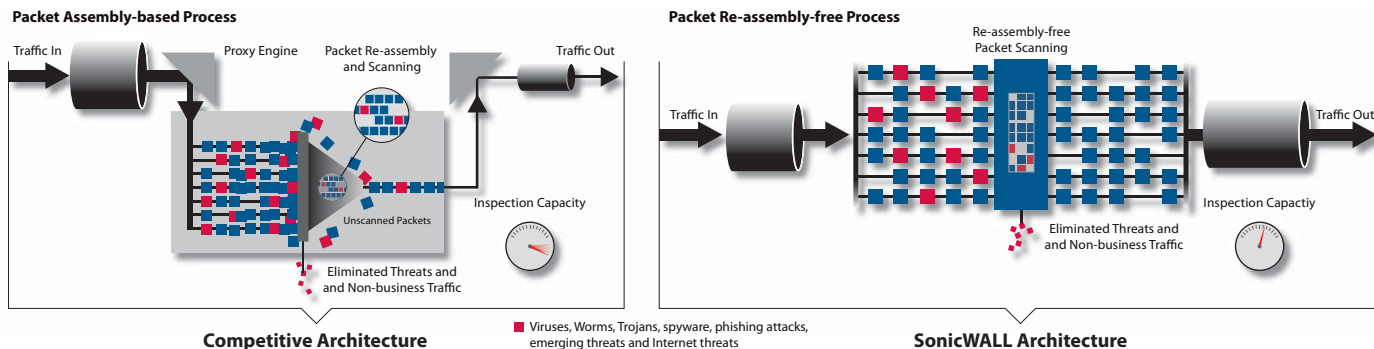 Packet Assembly-based Process
Traffic In
Proxy Engine
Packet Re-assembly
and Scanning
Traffic Out
Unscanned Packets
Inspection Capacity
Eliminated Threats and
and Non-business Traffic
Competitive Architecture
Viruses, Worms, Trojans, spyware, phishing attacks,
emerging threats and Internet threats
Packet Re-assembly-free Process
Re-assembly-free
Packet Scanning
Traffic In
Traffic Out
Inspection Capactiy
Eliminated Threats and
and Non-business Traffic
SonicWALL Architecture